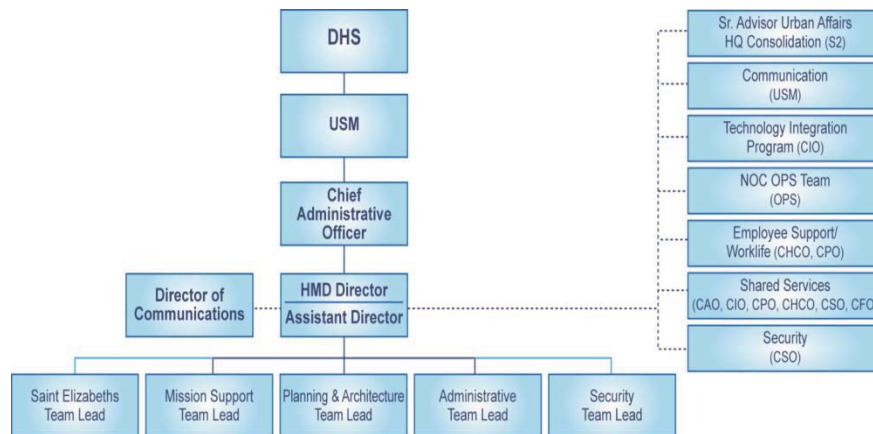 DHS
USM
Chief
Administrative
Officer
Director of
Communications
HMD Director
Assistant Director
Saint Elizabeths
Team Lead
Mission Support
Team Lead
Planning & Architecture
Team Lead
Administrative
Team Lead
Security
Team Lead
Sr. Advisor Urban Affairs
HQ Consolidation (S2)
Communication
(USM)
Technology Integration
Program (CIO)
NOC OPS Team
(OPS)
Employee Support/
Worklife (CHCO, CPO)
Shared Services
(CAO, CIO, CPO, CHCO, CSO, CFO)
Security
(CSO)